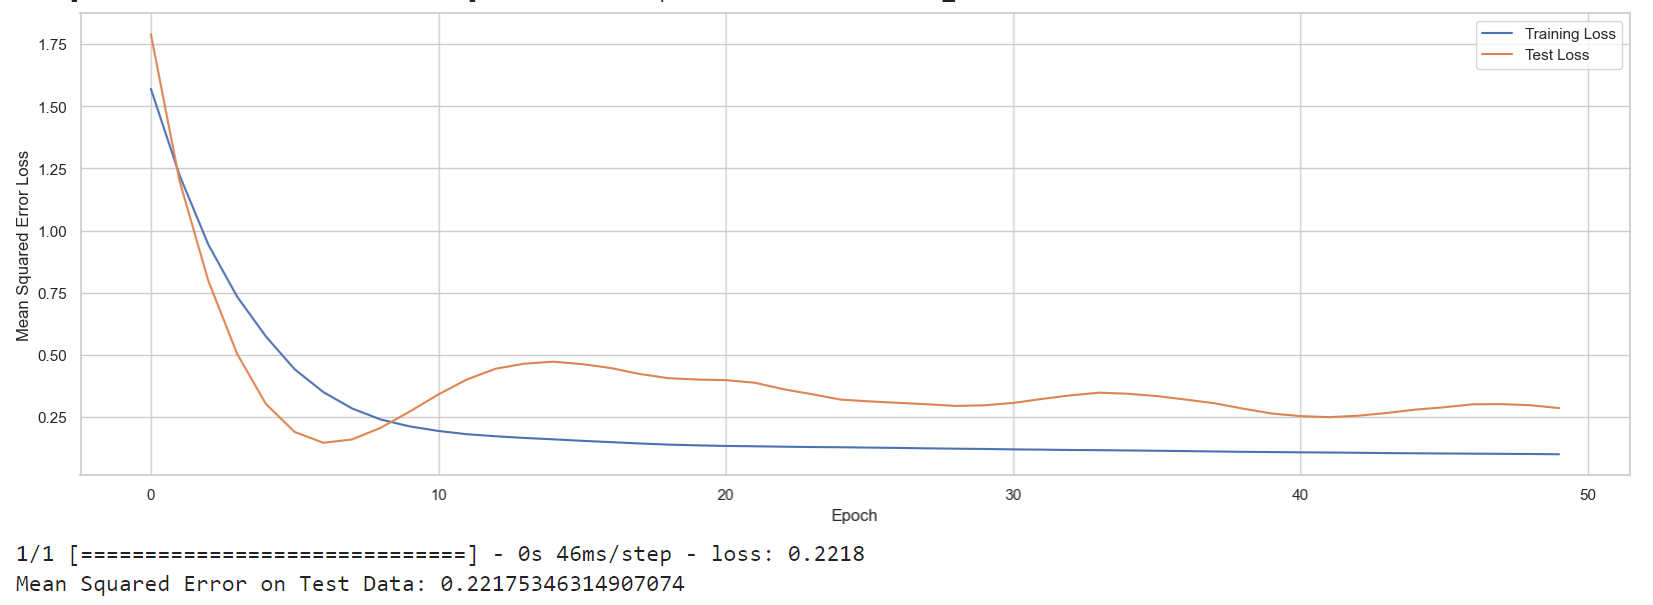 1.75
1.50
1.25
1.00
0.75
0.50
0.25
Mean Squared Error Loss
Training Loss
Test Loss
0 10 20 30 40 50
Epoch
1/1 [==============================] - 0s 46ms/step - loss: 0.2218
Mean Squared Error on Test Data: 0.22175346314907074